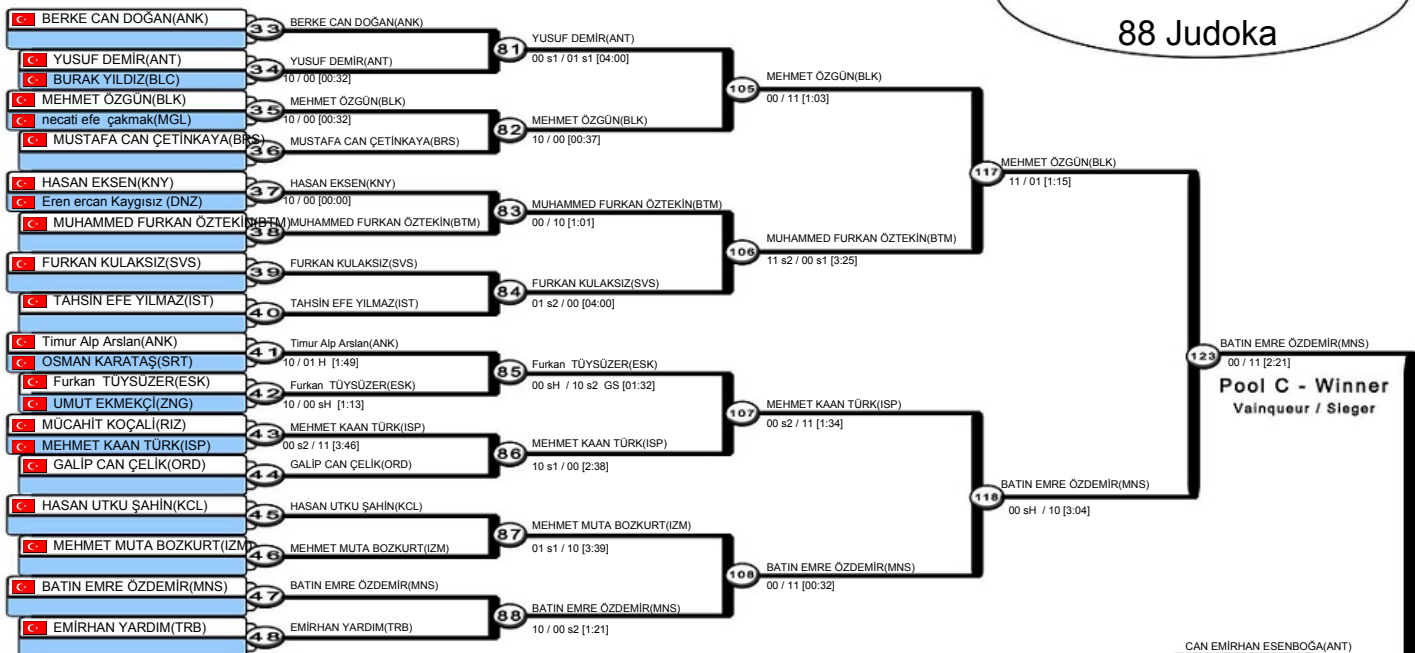 88 Judoka
BERKE CAN DOĞAN(ANK)
YUSUF DEMİR(ANT)
BURAK YILDIZ(BLC)
MEHMET ÖZGÜN(BLK)
necati efe çakmak(MGL)
MUSTAFA CAN ÇETİNKAYA(BRS)
HASAN EKSEN(KNY)
Eren ercan Kaygısız (DNZ)
MUHAMMED FURKAN ÖZTEKİN(BTM)
FURKAN KULAKSIZ(SVS)
TAHSİN EFE YILMAZ(IST)
Timur Alp Arslan(ANK)
OSMAN KARATAŞ(SRT)
Furkan TÜYSÜZER(ESK)
UMUT EKMEKÇİ(ZNG)
MÜCAHİT KOÇALİ(RIZ)
MEHMET KAAN TÜRK(ISP)
GALİP CAN ÇELİK(ORD)
HASAN UTKU ŞAHİN(KCL)
MEHMET MUTA BOZKURT(IZM)
BATIN EMRE ÖZDEMİR(MNS)
EMİRHAN YARDIM(TRB)
33
BERKE CAN DOĞAN(ANK)
34
YUSUF DEMİR(ANT)
10 / 00 [00:32]
35
MEHMET ÖZGÜN(BLK)
10 / 00 [00:32]
36
MUSTAFA CAN ÇETİNKAYA(BRS)
37
HASAN EKSEN(KNY)
10 / 00 [00:00]
38
MUHAMMED FURKAN ÖZTEKİN(BTM)
39
FURKAN KULAKSIZ(SVS)
40
TAHSİN EFE YILMAZ(IST)
41
Timur Alp Arslan(ANK)
10 / 01 H [1:49]
42
Furkan TÜYSÜZER(ESK)
10 / 00 sH [1:13]
43
MEHMET KAAN TÜRK(ISP)
00 s2 / 11 [3:46]
44
GALİP CAN ÇELİK(ORD)
45
HASAN UTKU ŞAHİN(KCL)
46
MEHMET MUTA BOZKURT(IZM)
47
BATIN EMRE ÖZDEMİR(MNS)
48
EMİRHAN YARDIM(TRB)
81
YUSUF DEMİR(ANT)
00 s1 / 01 s1 [04:00]
82
MEHMET ÖZGÜN(BLK)
10 / 00 [00:37]
83
MUHAMMED FURKAN ÖZTEKİN(BTM)
00 / 10 [1:01]
84
FURKAN KULAKSIZ(SVS)
01 s2 / 00 [04:00]
85
Furkan TÜYSÜZER(ESK)
00 sH / 10 s2 GS [01:32]
86
MEHMET KAAN TÜRK(ISP)
10 s1 / 00 [2:38]
87
MEHMET MUTA BOZKURT(IZM)
01 s1 / 10 [3:39]
88
BATIN EMRE ÖZDEMİR(MNS)
10 / 00 s2 [1:21]
105
MEHMET ÖZGÜN(BLK)
00 / 11 [1:03]
106
MUHAMMED FURKAN ÖZTEKİN(BTM)
11 s2 / 00 s1 [3:25]
107
MEHMET KAAN TÜRK(ISP)
00 s2 / 11 [1:34]
108
BATIN EMRE ÖZDEMİR(MNS)
00 / 11 [00:32]
117
MEHMET ÖZGÜN(BLK)
11 / 01 [1:15]
118
BATIN EMRE ÖZDEMİR(MNS)
00 sH / 10 [3:04]
123
BATIN EMRE ÖZDEMİR(MNS)
00 / 11 [2:21]
Pool C - Winner
Vainqueur / Sieger
CAN EMİRHAN ESENBOĞA(ANT)